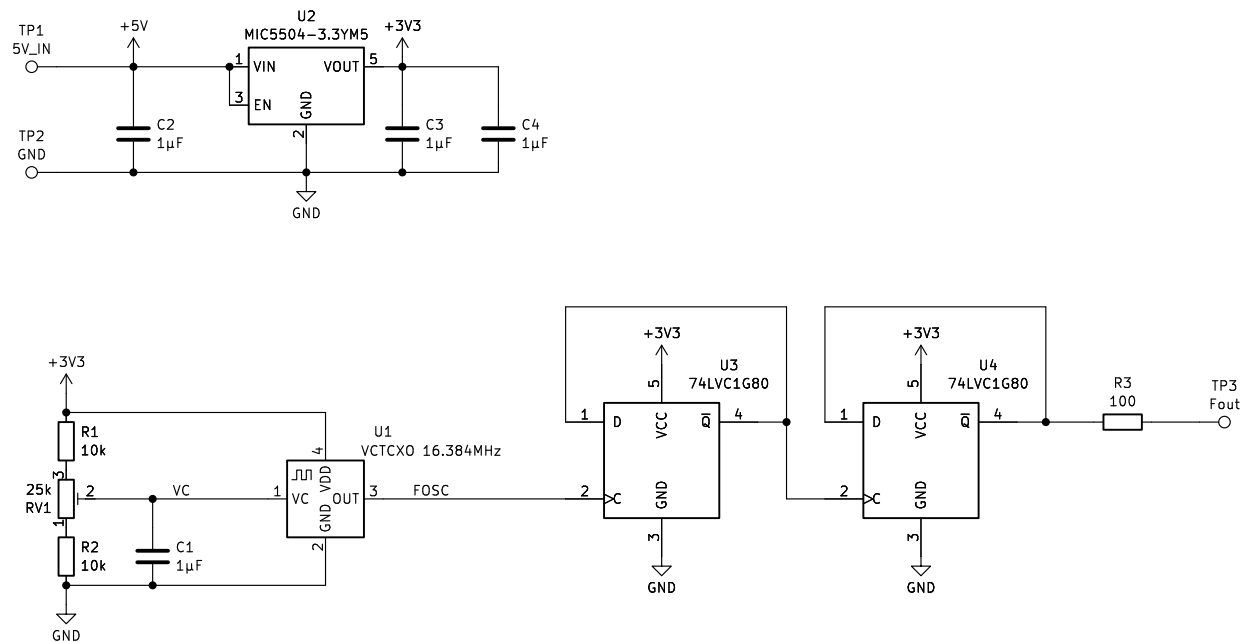 TP1
5V_IN
+5V
U2
MIC5504-3.3YM5
+3V3
1
VIN
VOUT
5
3
EN
GND
2
C2
1µF
C3
1µF
C4
1µF
TP2
GND
GND
+3V3
R1
10k
3
25k
RV1
2
1
R2
10k
VC
C1
1µF
GND
U1
VCTCXO 16.384MHz
4
VDD
1
VC
OUT
3
GND
2
FOSC
+3V3
U3
74LVC1G80
5
VCC
1
D
Q
4
2
C
GND
3
GND
+3V3
U4
74LVC1G80
5
VCC
1
D
Q
4
2
C
GND
3
GND
R3
100
TP3
Fout